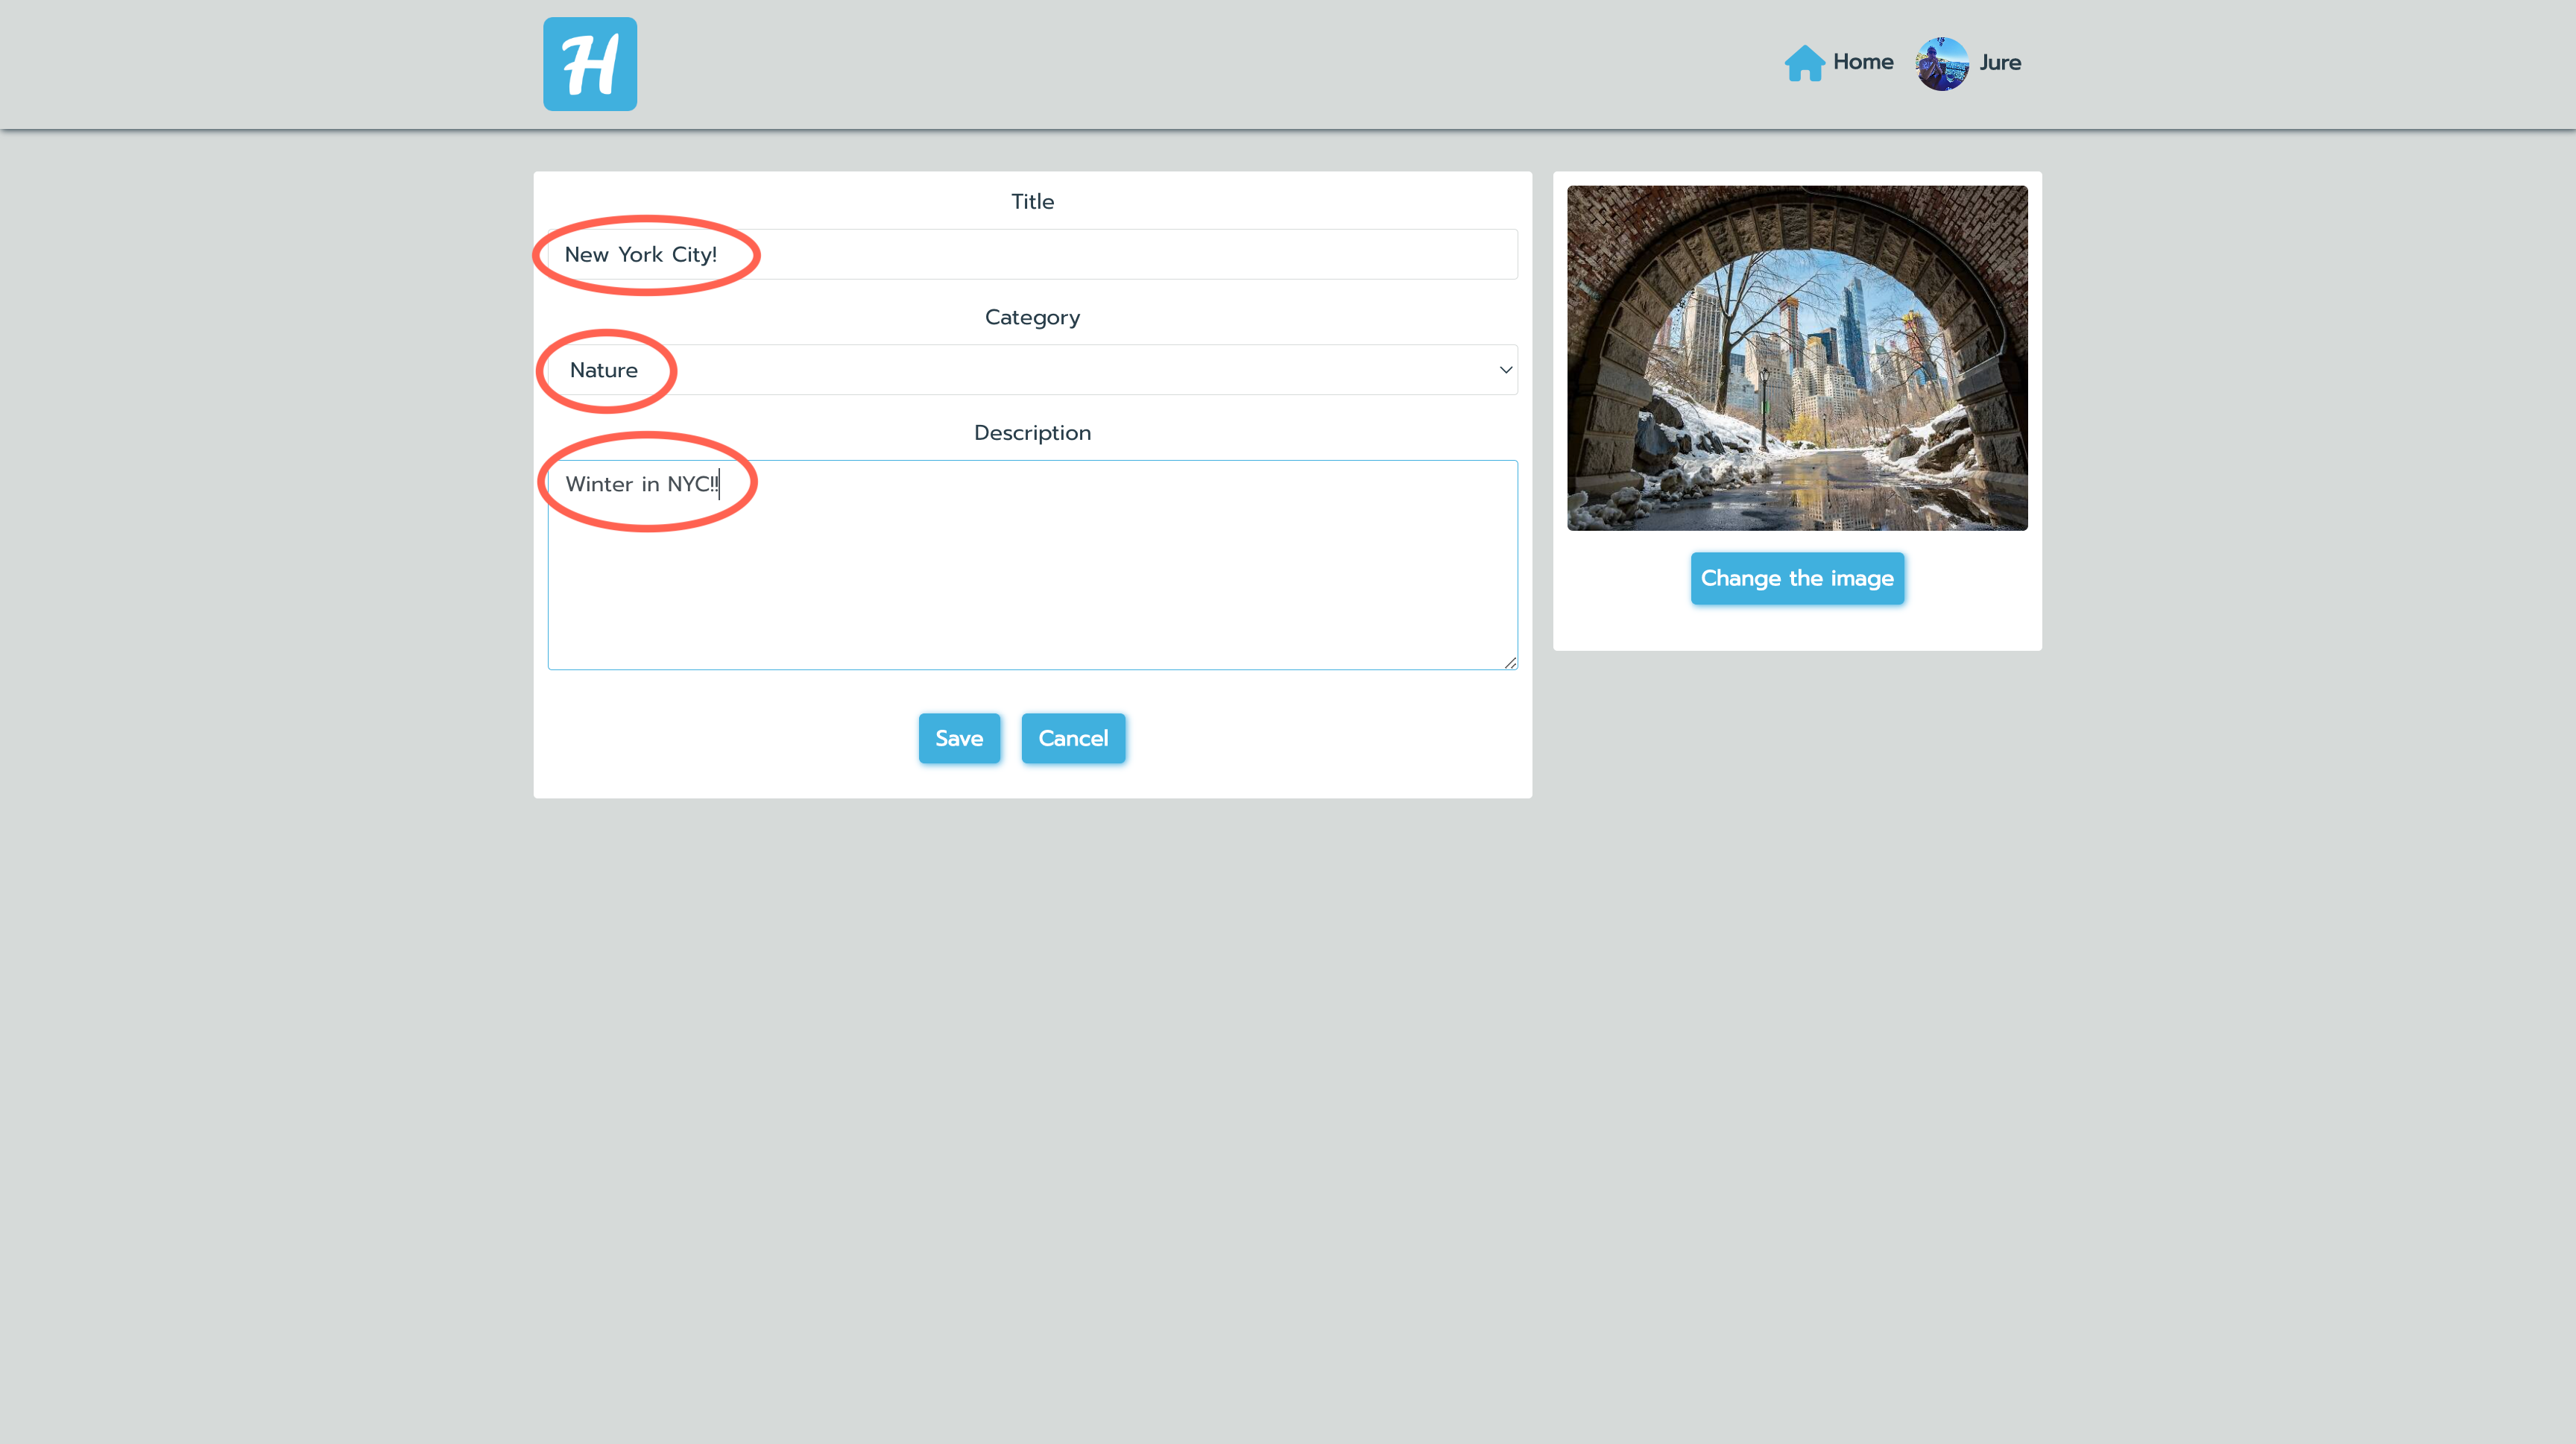 H
Home
Jure
Title
New York City!
Category
Nature
Description
Winter in NYC!!
Save
Cancel
Change the image